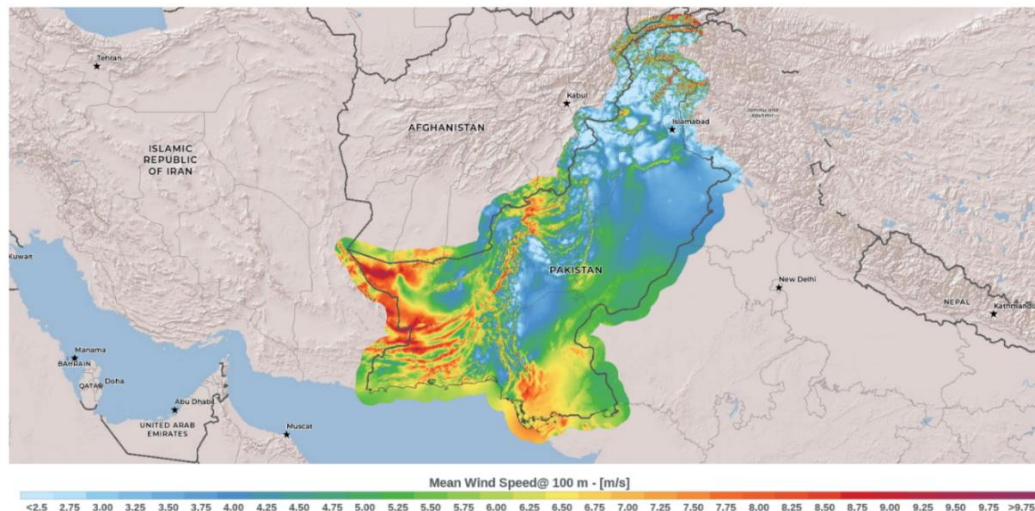 Tehran
Kabul
AFGHANISTAN
Islamabad
ISLAMIC
REPUBLIC
OF IRAN
Kuwait
PAKISTAN
New Delhi
NEPAL
Kathmandu
Manama
BAHRAIN
Doha
QATAR
Abu Dhabi
UNITED ARAB
EMIRATES
Muscat
Mean Wind Speed@ 100 m - [m/s]
<2.5 2.75 3.00 3.25 3.50 3.75 4.00 4.25 4.50 4.75 5.00 5.25 5.50 5.75 6.00 6.25 6.50 6.75 7.00 7.25 7.50 7.75 8.00 8.25 8.50 8.75 9.00 9.25 9.50 9.75 >9.75